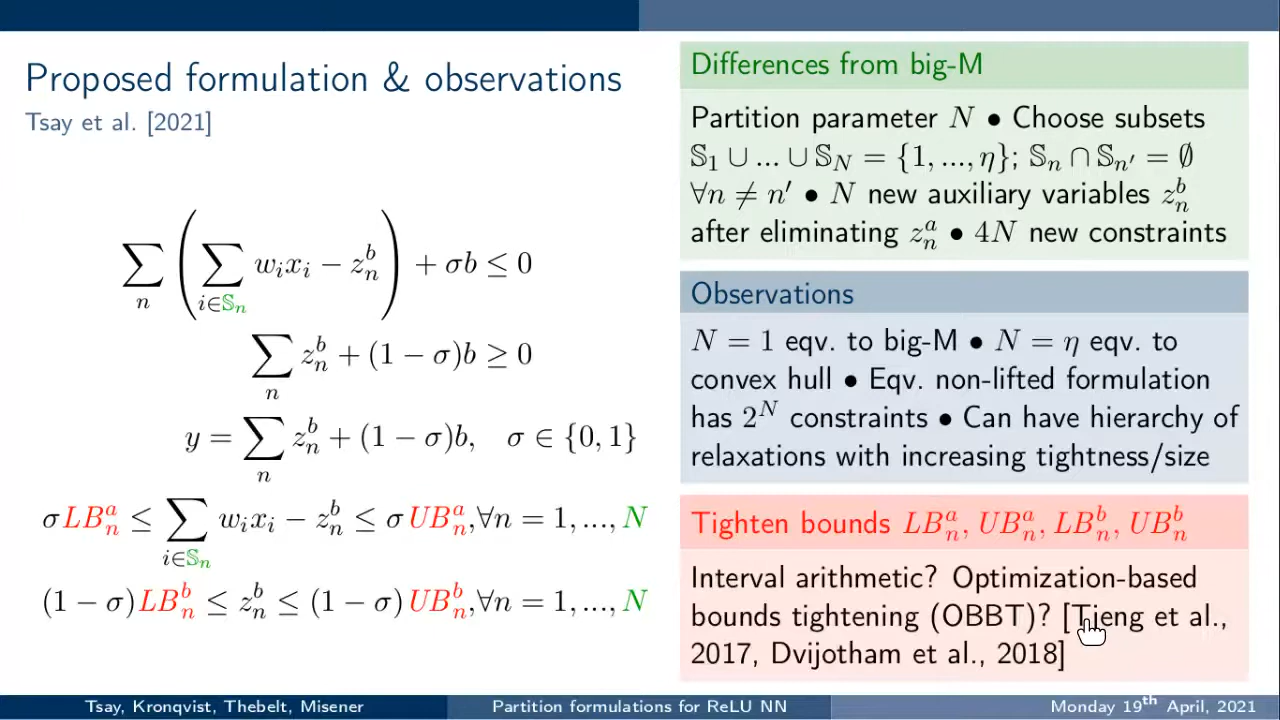 Proposed formulation & observations
Tsay et al. [2021]
∑_n ( ∑_{i∈𝕊_n} w_i x_i − z_n^b ) + σb ≤ 0
∑_n z_n^b + (1 − σ)b ≥ 0
y = ∑_n z_n^b + (1 − σ)b, σ ∈ {0, 1}
σLB_n^a ≤ ∑_{i∈𝕊_n} w_i x_i − z_n^b ≤ σUB_n^a, ∀n = 1, ..., N
(1 − σ)LB_n^b ≤ z_n^b ≤ (1 − σ)UB_n^b, ∀n = 1, ..., N
Differences from big-M
Partition parameter N • Choose subsets
𝕊_1 ∪ ... ∪ 𝕊_N = {1, ..., η}; 𝕊_n ∩ 𝕊_{n′} = ∅
∀n ≠ n′ • N new auxiliary variables z_n^b
after eliminating z_n^a • 4N new constraints
Observations
N = 1 eqv. to big-M • N = η eqv. to
convex hull • Eqv. non-lifted formulation
has 2^N constraints • Can have hierarchy of
relaxations with increasing tightness/size
Tighten bounds LB_n^a, UB_n^a, LB_n^b, UB_n^b
Interval arithmetic? Optimization-based
bounds tightening (OBBT)? [Tjeng et al.,
2017, Dvijotham et al., 2018]
Tsay, Kronqvist, Thebelt, Misener
Partition formulations for ReLU NN
Monday 19th April, 2021